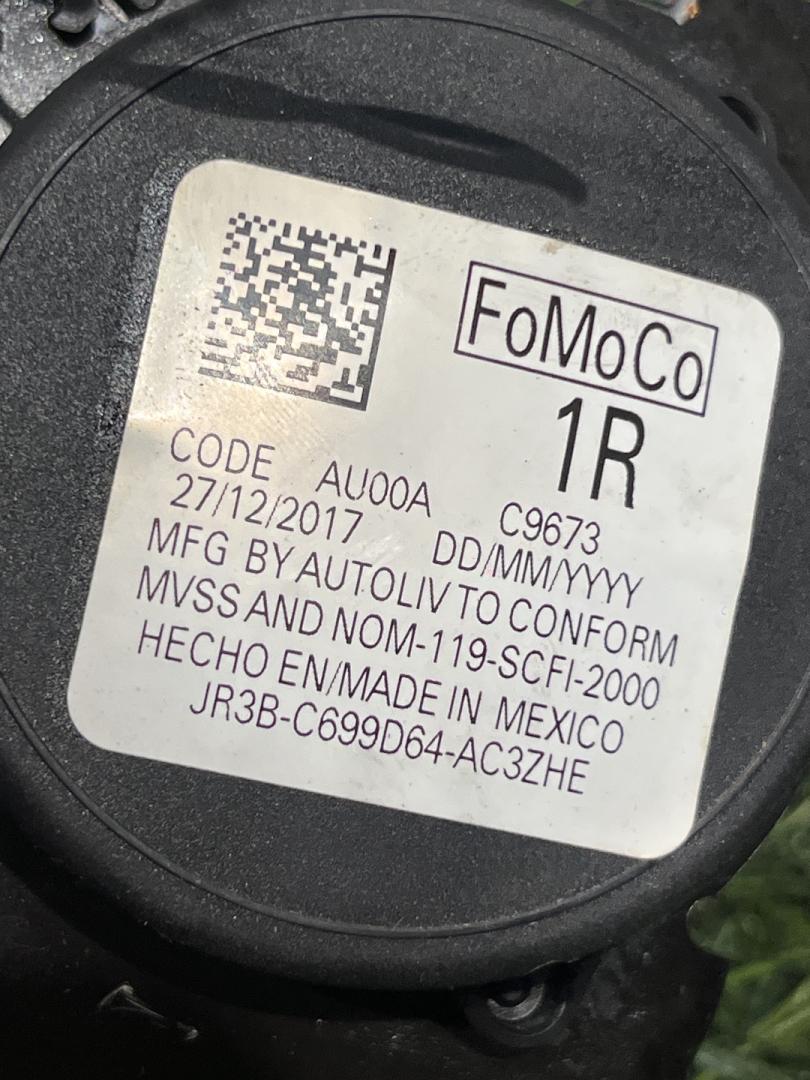 FoMoCo
1R
CODE AU00A C9673
27/12/2017 DD/MM/YYYY
MFG BY AUTOLIV TO CONFORM
MVSS AND NOM-119-SCFI-2000
HECHO EN/MADE IN MEXICO
JR3B-C699D64-AC3ZHE